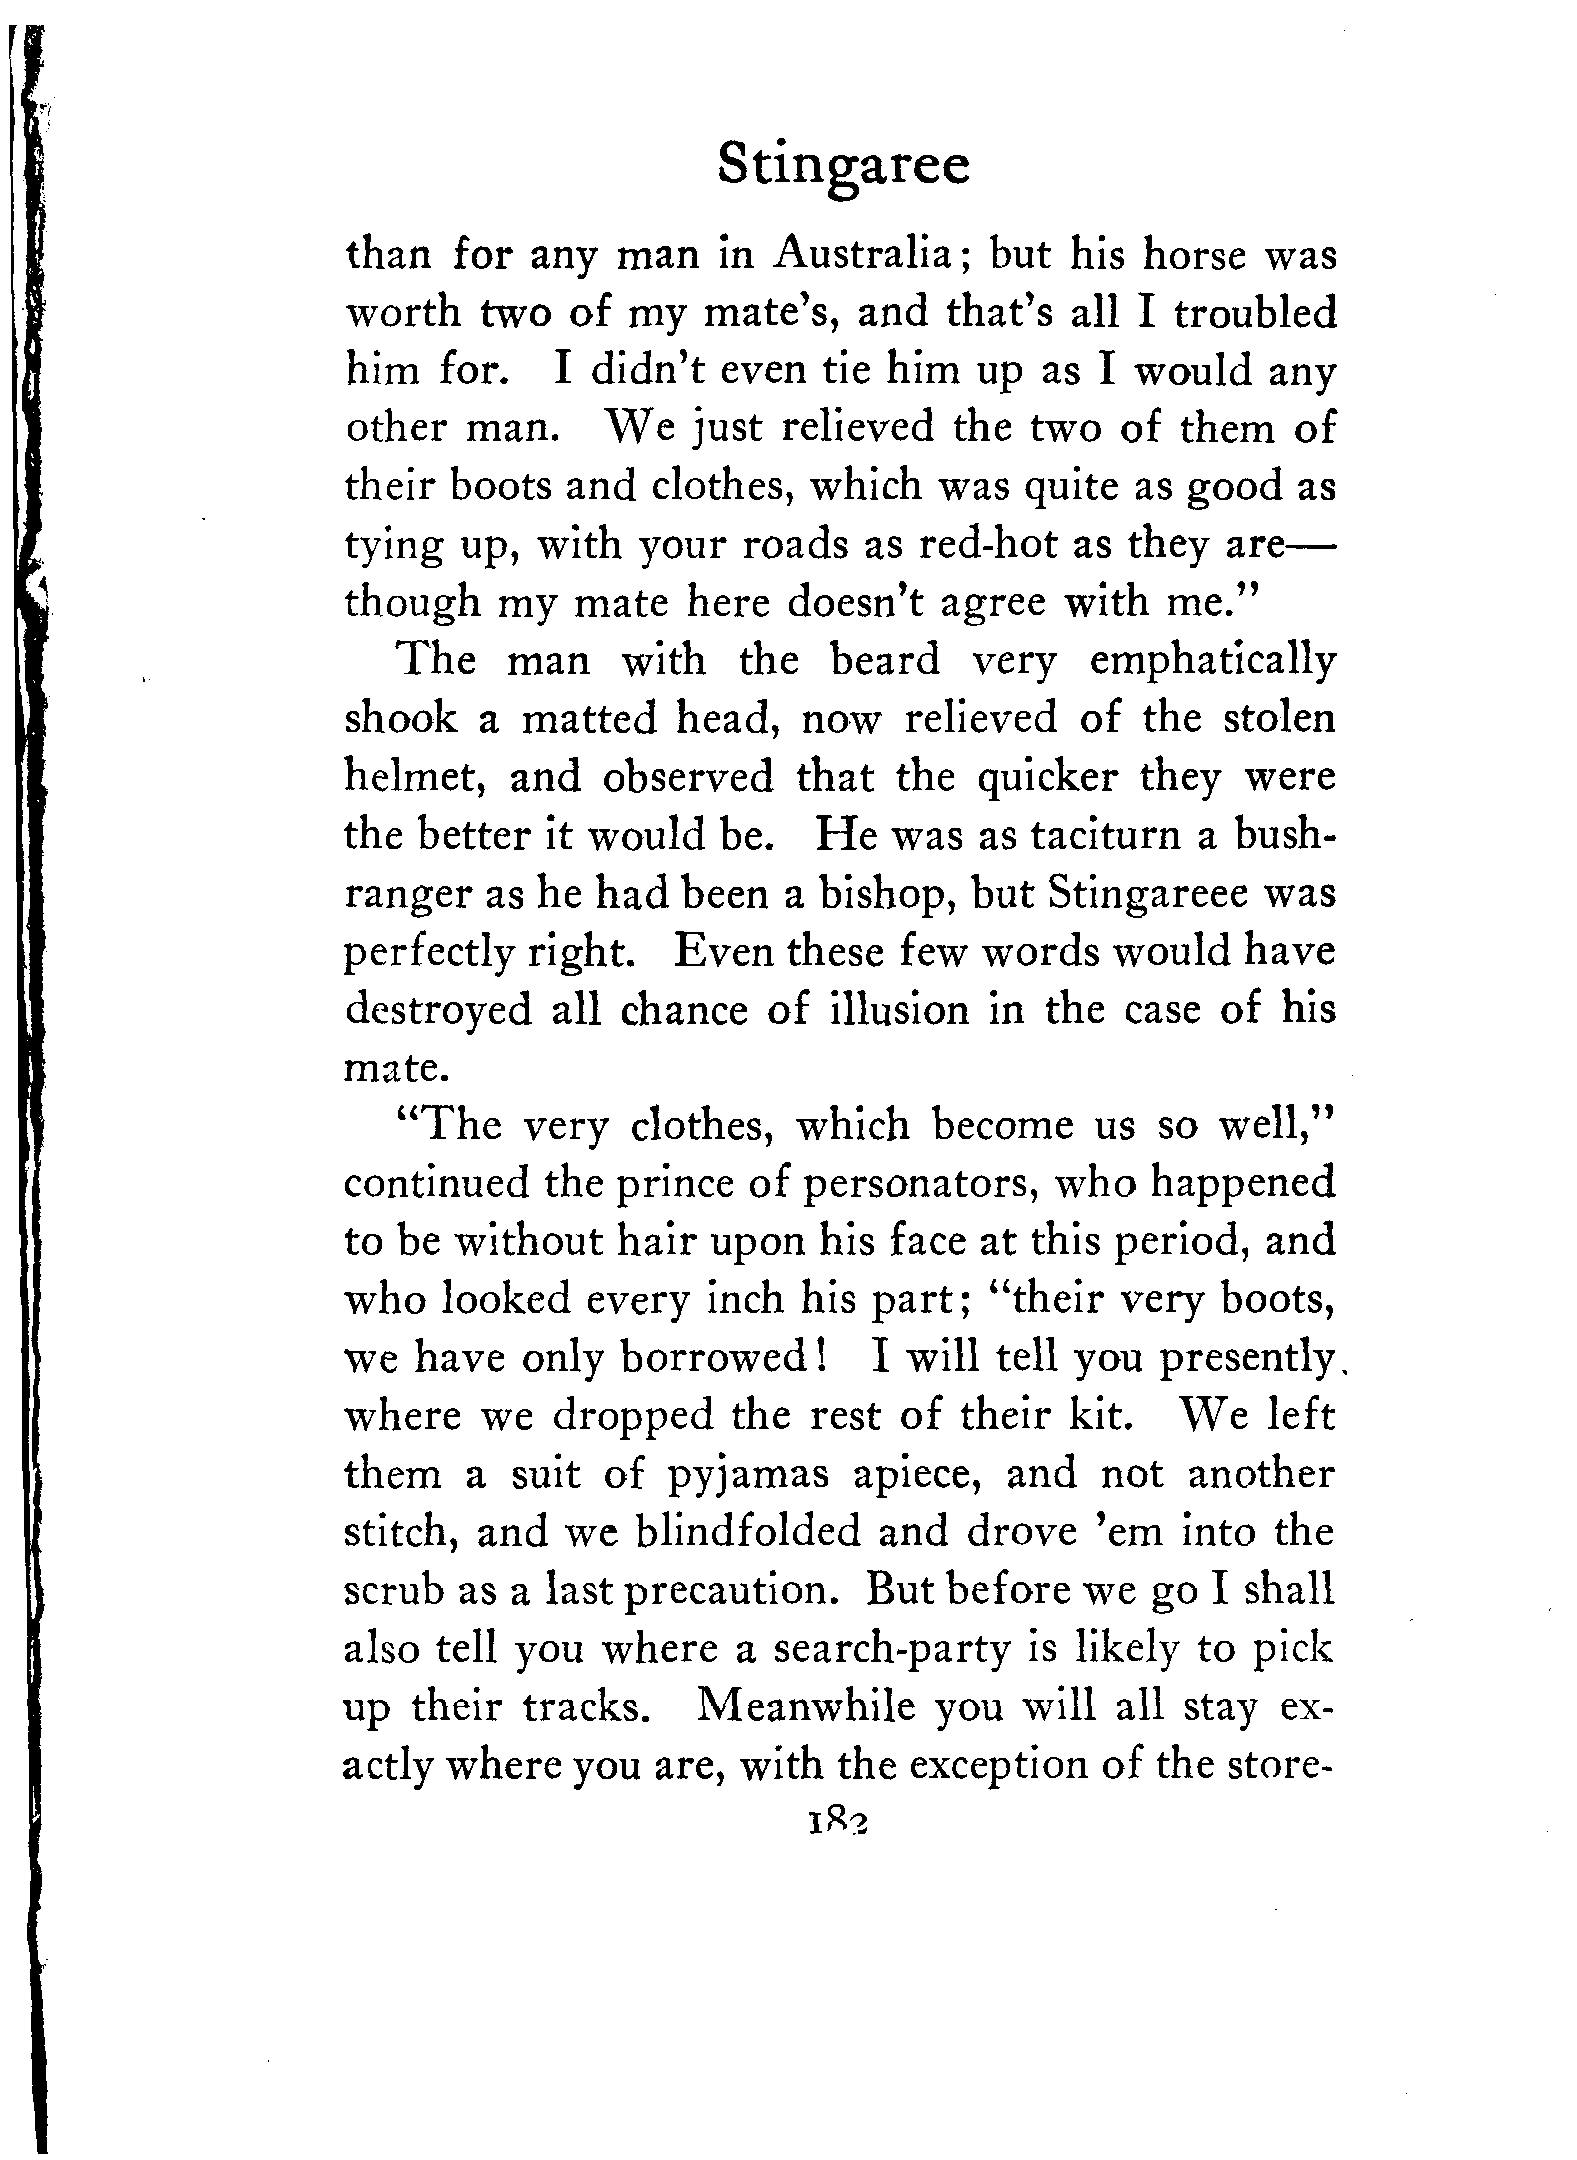 Stingaree
than for any man in Australia; but his horse was
worth two of my mate's, and that's all I troubled
him for. I didn't even tie him up as I would any
other man. We just relieved the two of them of
their boots and clothes, which was quite as good as
tying up, with your roads as red-hot as they are—
though my mate here doesn't agree with me."
The man with the beard very emphatically
shook a matted head, now relieved of the stolen
helmet, and observed that the quicker they were
the better it would be. He was as taciturn a bush-
ranger as he had been a bishop, but Stingareee was
perfectly right. Even these few words would have
destroyed all chance of illusion in the case of his
mate.
"The very clothes, which become us so well,"
continued the prince of personators, who happened
to be without hair upon his face at this period, and
who looked every inch his part; "their very boots,
we have only borrowed! I will tell you presently.
where we dropped the rest of their kit. We left
them a suit of pyjamas apiece, and not another
stitch, and we blindfolded and drove 'em into the
scrub as a last precaution. But before we go I shall
also tell you where a search-party is likely to pick
up their tracks. Meanwhile you will all stay ex-
actly where you are, with the exception of the store-
182